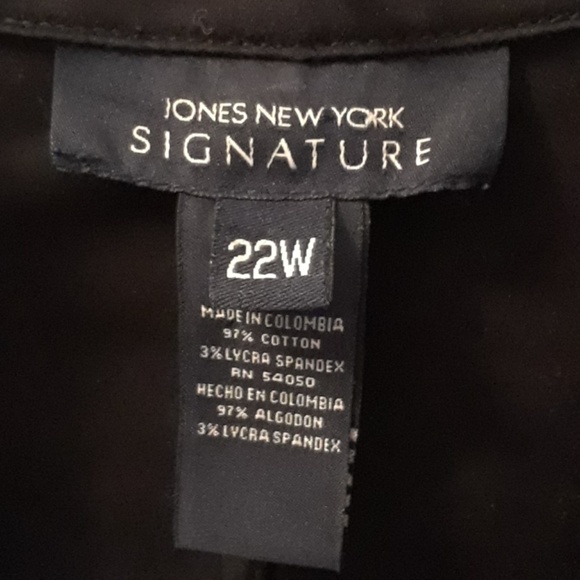 JONES NEW YORK
SIGNATURE
22W
MADE IN COLOMBIA
97% COTTON
3% LYCRA SPANDEX
RN 54050
HECHO EN COLOMBIA
97% ALGODON
3% LYCRA SPANDEX